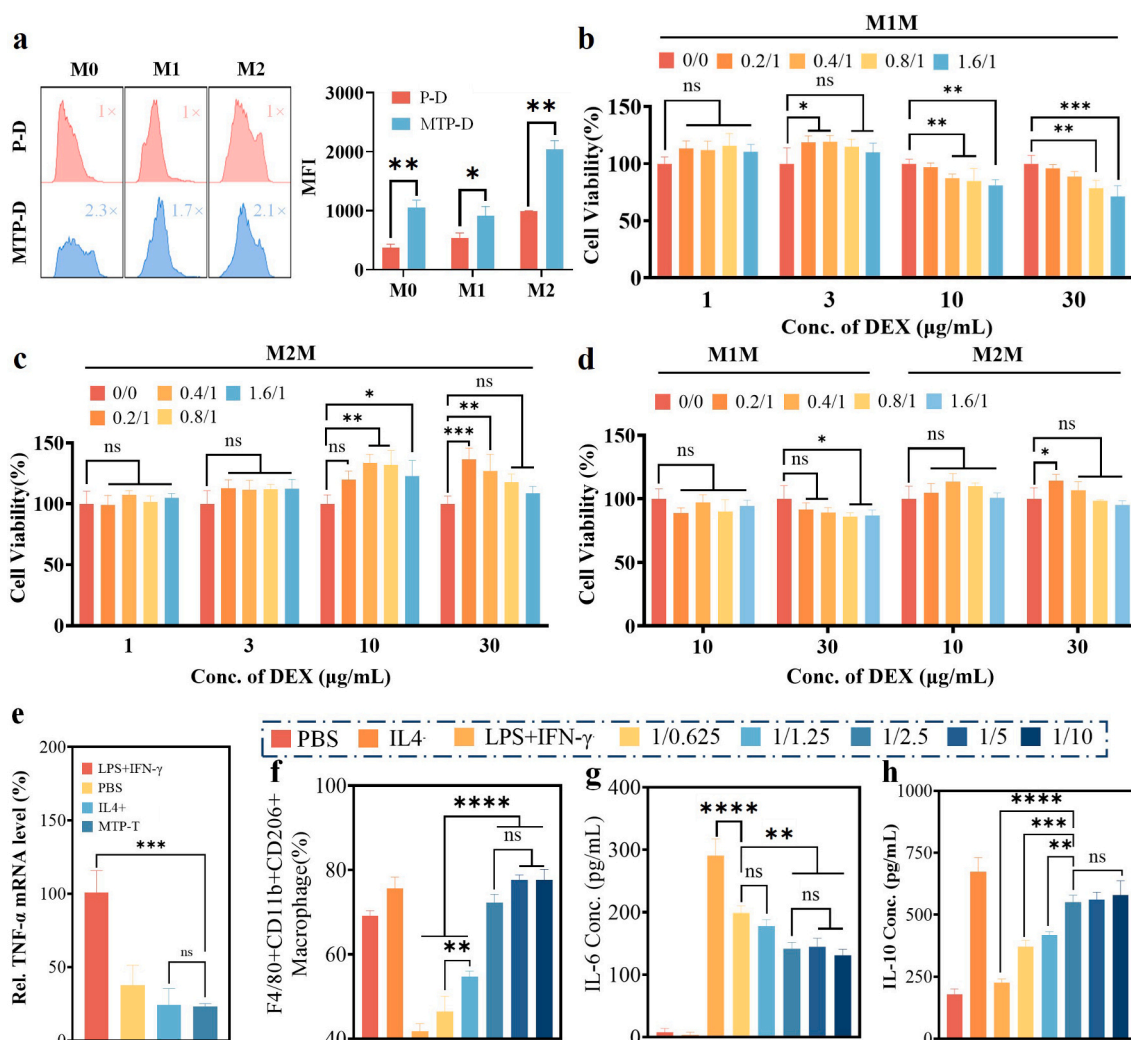 a
M0 M1 M2
P-D
1× 1× 1×
MTP-D
2.3× 1.7× 2.1×
P-D
MTP-D
MFI
3000
2000
1000
0
** * **
M0 M1 M2
b
M1M
0/0 0.2/1 0.4/1 0.8/1 1.6/1
Cell Viability(%)
150
100
50
0
ns
ns
*
**
**
***
**
1 3 10 30
Conc. of DEX (μg/mL)
c
M2M
0/0 0.4/1 1.6/1
0.2/1 0.8/1
Cell Viability(%)
150
100
50
0
ns
ns
*
**
ns
ns
**
***
1 3 10 30
Conc. of DEX (μg/mL)
d
M1M M2M
0/0 0.2/1 0.4/1 0.8/1 1.6/1
Cell Viability(%)
150
100
50
0
ns
*
ns
ns
ns
*
10 30 10 30
Conc. of DEX (μg/mL)
e
Rel. TNF-α mRNA level (%)
200
150
100
50
0
LPS+IFN-γ
PBS
IL4+
MTP-T
***
ns
PBS IL4 LPS+IFN-γ 1/0.625 1/1.25 1/2.5 1/5 1/10
f
F4/80+CD11b+CD206+
Macrophage(%)
100
80
60
40
****
ns
**
g
IL-6 Conc. (pg/mL)
400
300
200
100
0
****
**
ns
ns
h
IL-10 Conc. (pg/mL)
1000
750
500
250
0
****
***
**
ns